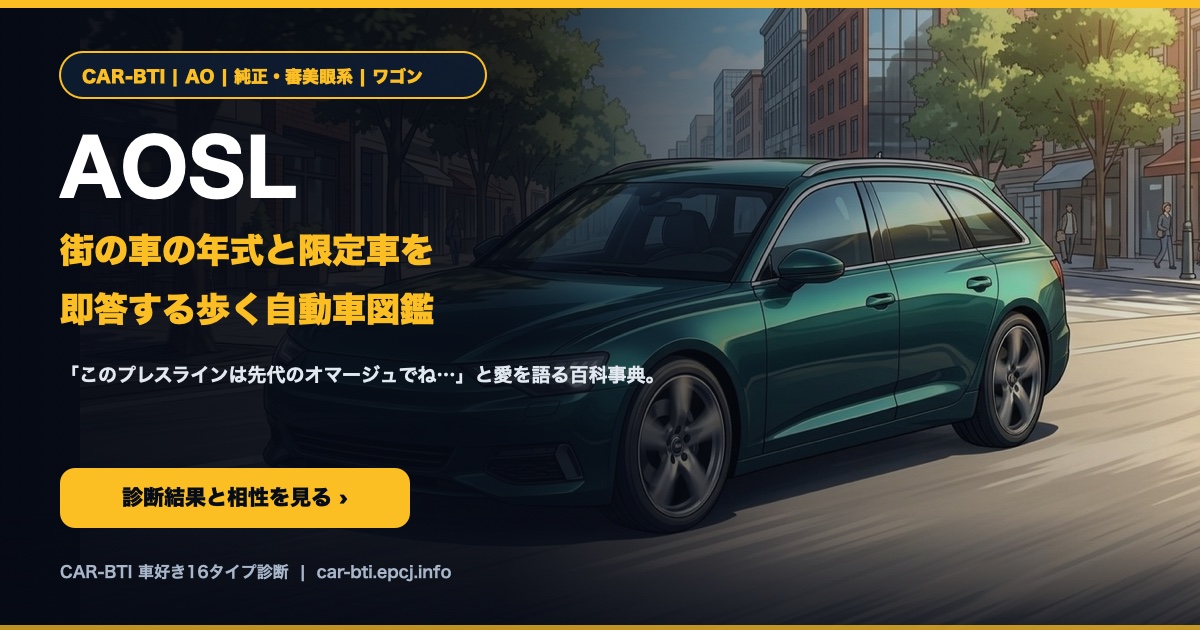 CAR-BTI | AO | 純正・審美眼系 | ワゴン
AOSL
街の車の年式と限定車を
即答する歩く自動車図鑑
「このプレスラインは先代のオマージュでね…」と愛を語る百科事典。
診断結果と相性を見る ›
CAR-BTI 車好き16タイプ診断 | car-bti.epcj.info